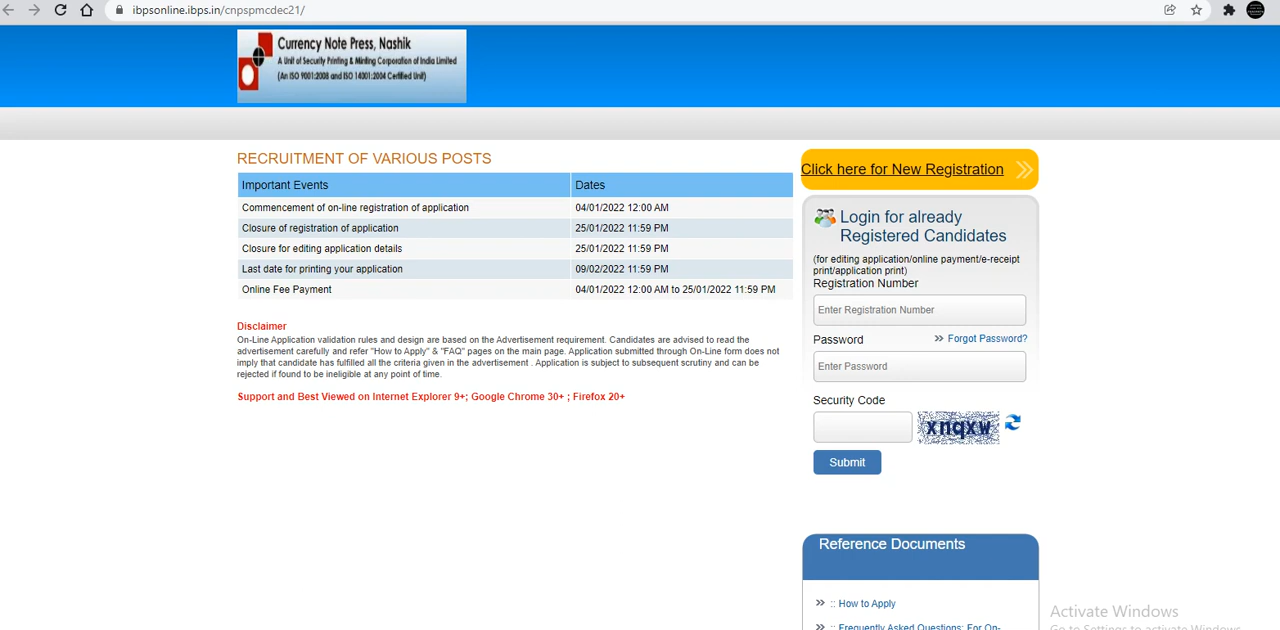 ibpsonline.ibps.in/cnpspmcdec21/
Currency Note Press, Nashik
A Unit of Security Printing & Minting Corporation of India Limited
(An ISO 9001:2008 and ISO 14001:2004 Certified Unit)
RECRUITMENT OF VARIOUS POSTS
Important Events Dates
Commencement of on-line registration of application 04/01/2022 12:00 AM
Closure of registration of application 25/01/2022 11:59 PM
Closure for editing application details 25/01/2022 11:59 PM
Last date for printing your application 09/02/2022 11:59 PM
Online Fee Payment 04/01/2022 12:00 AM to 25/01/2022 11:59 PM
Disclaimer
On-Line Application validation rules and design are based on the Advertisement requirement. Candidates are advised to read the
advertisement carefully and refer "How to Apply" & "FAQ" pages on the main page. Application submitted through On-Line form does not
imply that candidate has fulfilled all the criteria given in the advertisement . Application is subject to subsequent scrutiny and can be
rejected if found to be ineligible at any point of time.
Support and Best Viewed on Internet Explorer 9+; Google Chrome 30+ ; Firefox 20+
Click here for New Registration
Login for already
Registered Candidates
(for editing application/online payment/e-receipt
print/application print)
Registration Number
Enter Registration Number
Password Forgot Password?
Enter Password
Security Code
xnqxw
Submit
Reference Documents
:: How to Apply
:: Frequently Asked Questions: For On-
Activate Windows
Go to Settings to activate Windows.